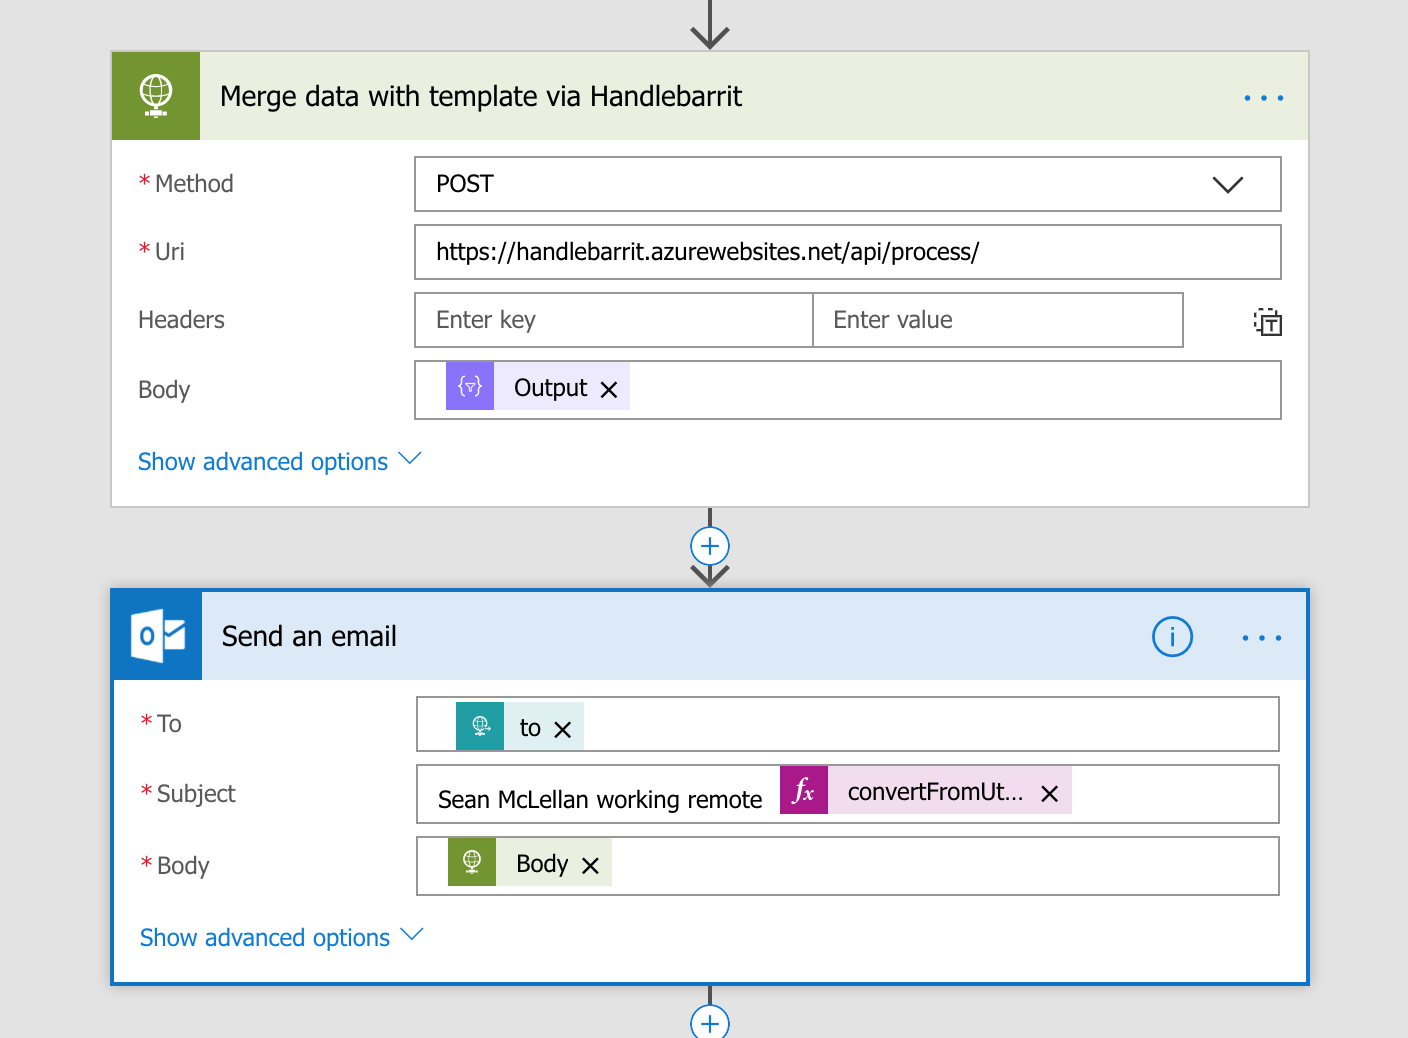 Merge data with template via Handlebarrit
* Method POST
* Uri https://handlebarrit.azurewebsites.net/api/process/
Headers Enter key Enter value
Body Output
Show advanced options
Send an email
* To to
* Subject Sean McLellan working remote fx convertFromUt...
* Body Body
Show advanced options